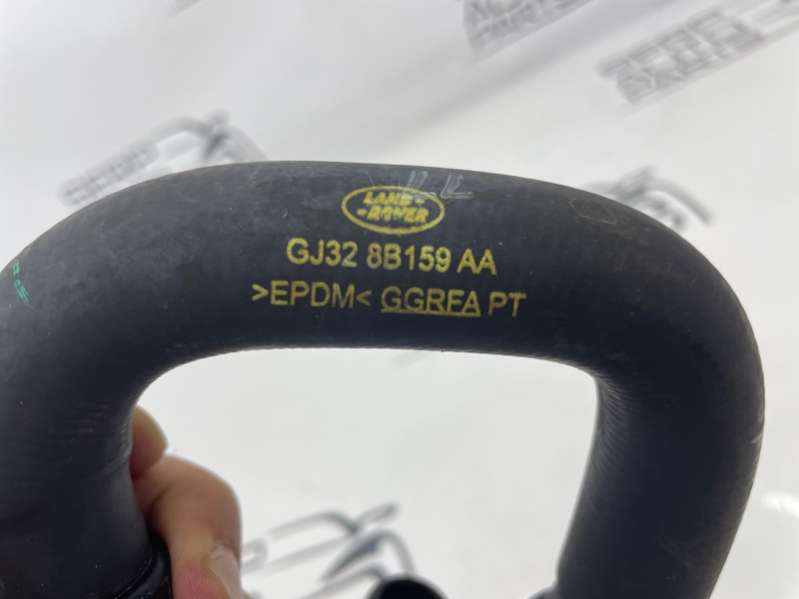 LAND-
-ROVER
GJ32 8B159 AA
>EPDM< GGRFA PT